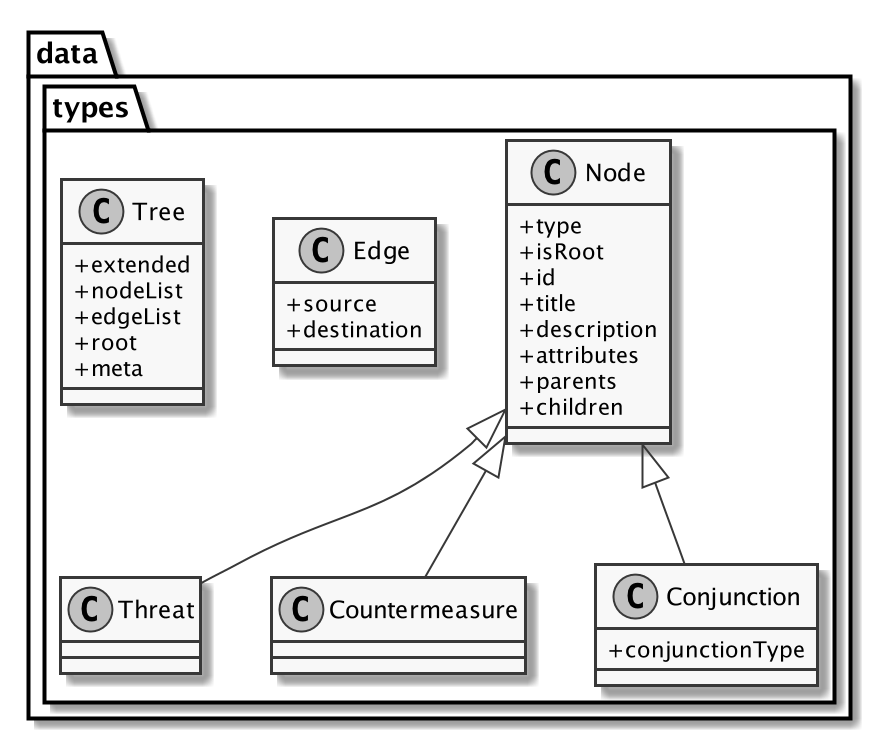 data
types
C Tree
+extended
+nodeList
+edgeList
+root
+meta
C Edge
+source
+destination
C Node
+type
+isRoot
+id
+title
+description
+attributes
+parents
+children
C Threat
C Countermeasure
C Conjunction
+conjunctionType